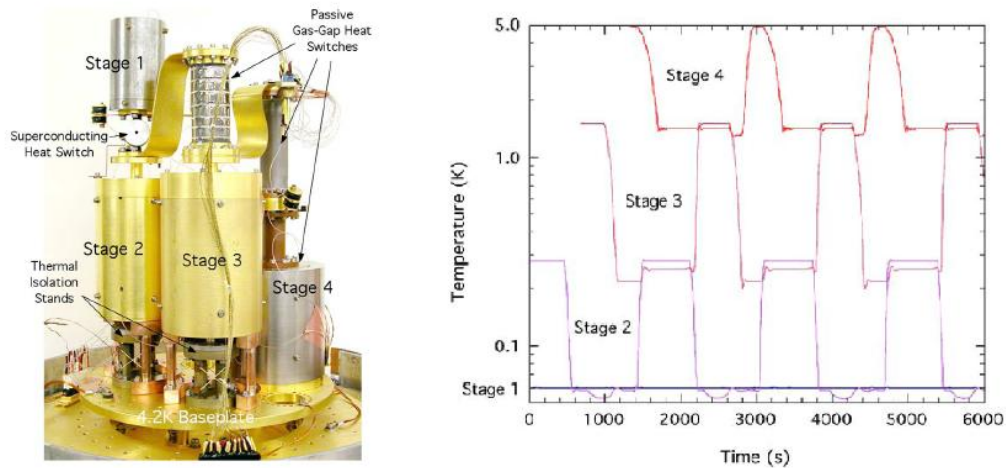 Passive
Gas-Gap Heat
Switches
Stage 1
Superconducting
Heat Switch
Stage 2
Stage 3
Thermal
Isolation
Stands
Stage 4
4.2K Baseplate
5.0
Stage 4
1.0
Temperature (K)
Stage 3
Stage 2
0.1
Stage 1
0 1000 2000 3000 4000 5000 6000
Time (s)